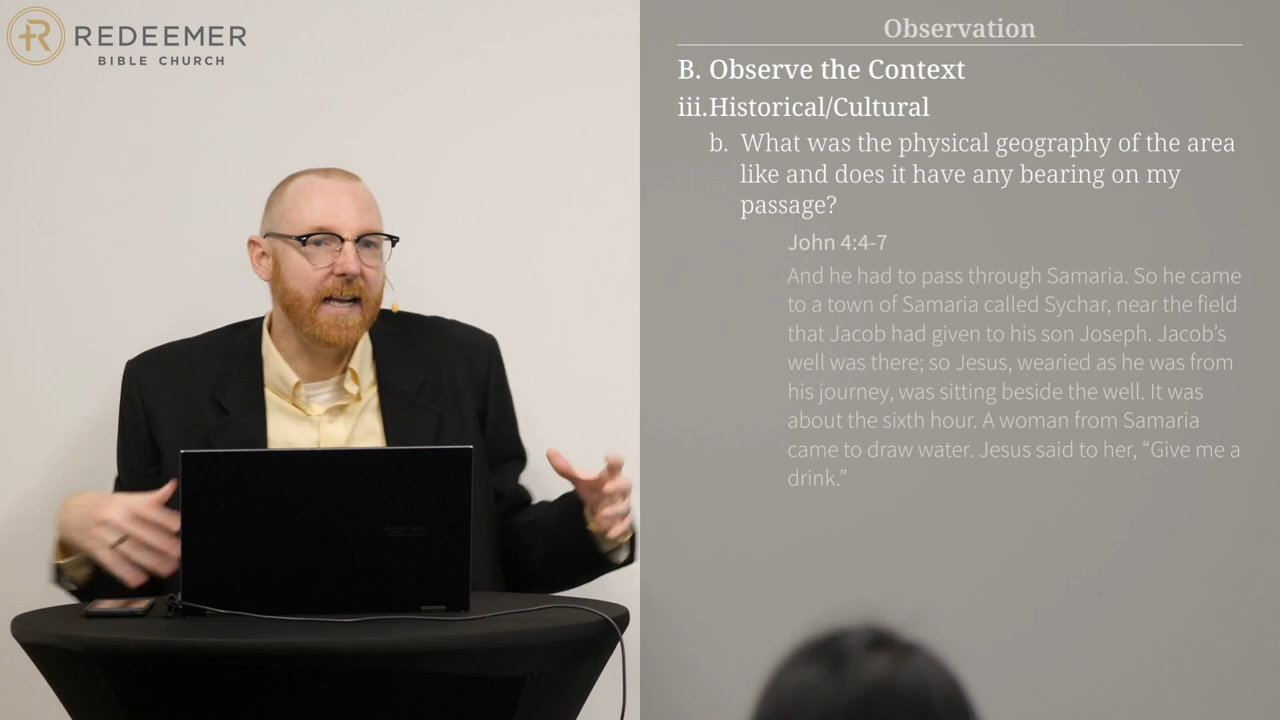 REDEEMER
BIBLE CHURCH
Observation
B. Observe the Context
iii.Historical/Cultural
b. What was the physical geography of the area
like and does it have any bearing on my
passage?
John 4:4-7
And he had to pass through Samaria. So he came
to a town of Samaria called Sychar, near the field
that Jacob had given to his son Joseph. Jacob’s
well was there; so Jesus, wearied as he was from
his journey, was sitting beside the well. It was
about the sixth hour. A woman from Samaria
came to draw water. Jesus said to her, “Give me a
drink.”